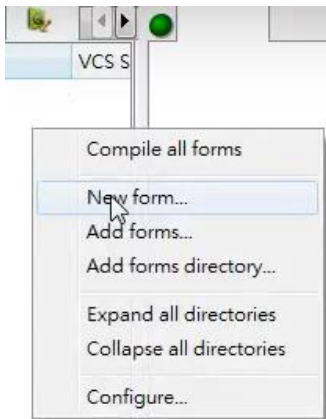 VCS S
Compile all forms
New form...
Add forms...
Add forms directory...
Expand all directories
Collapse all directories
Configure...